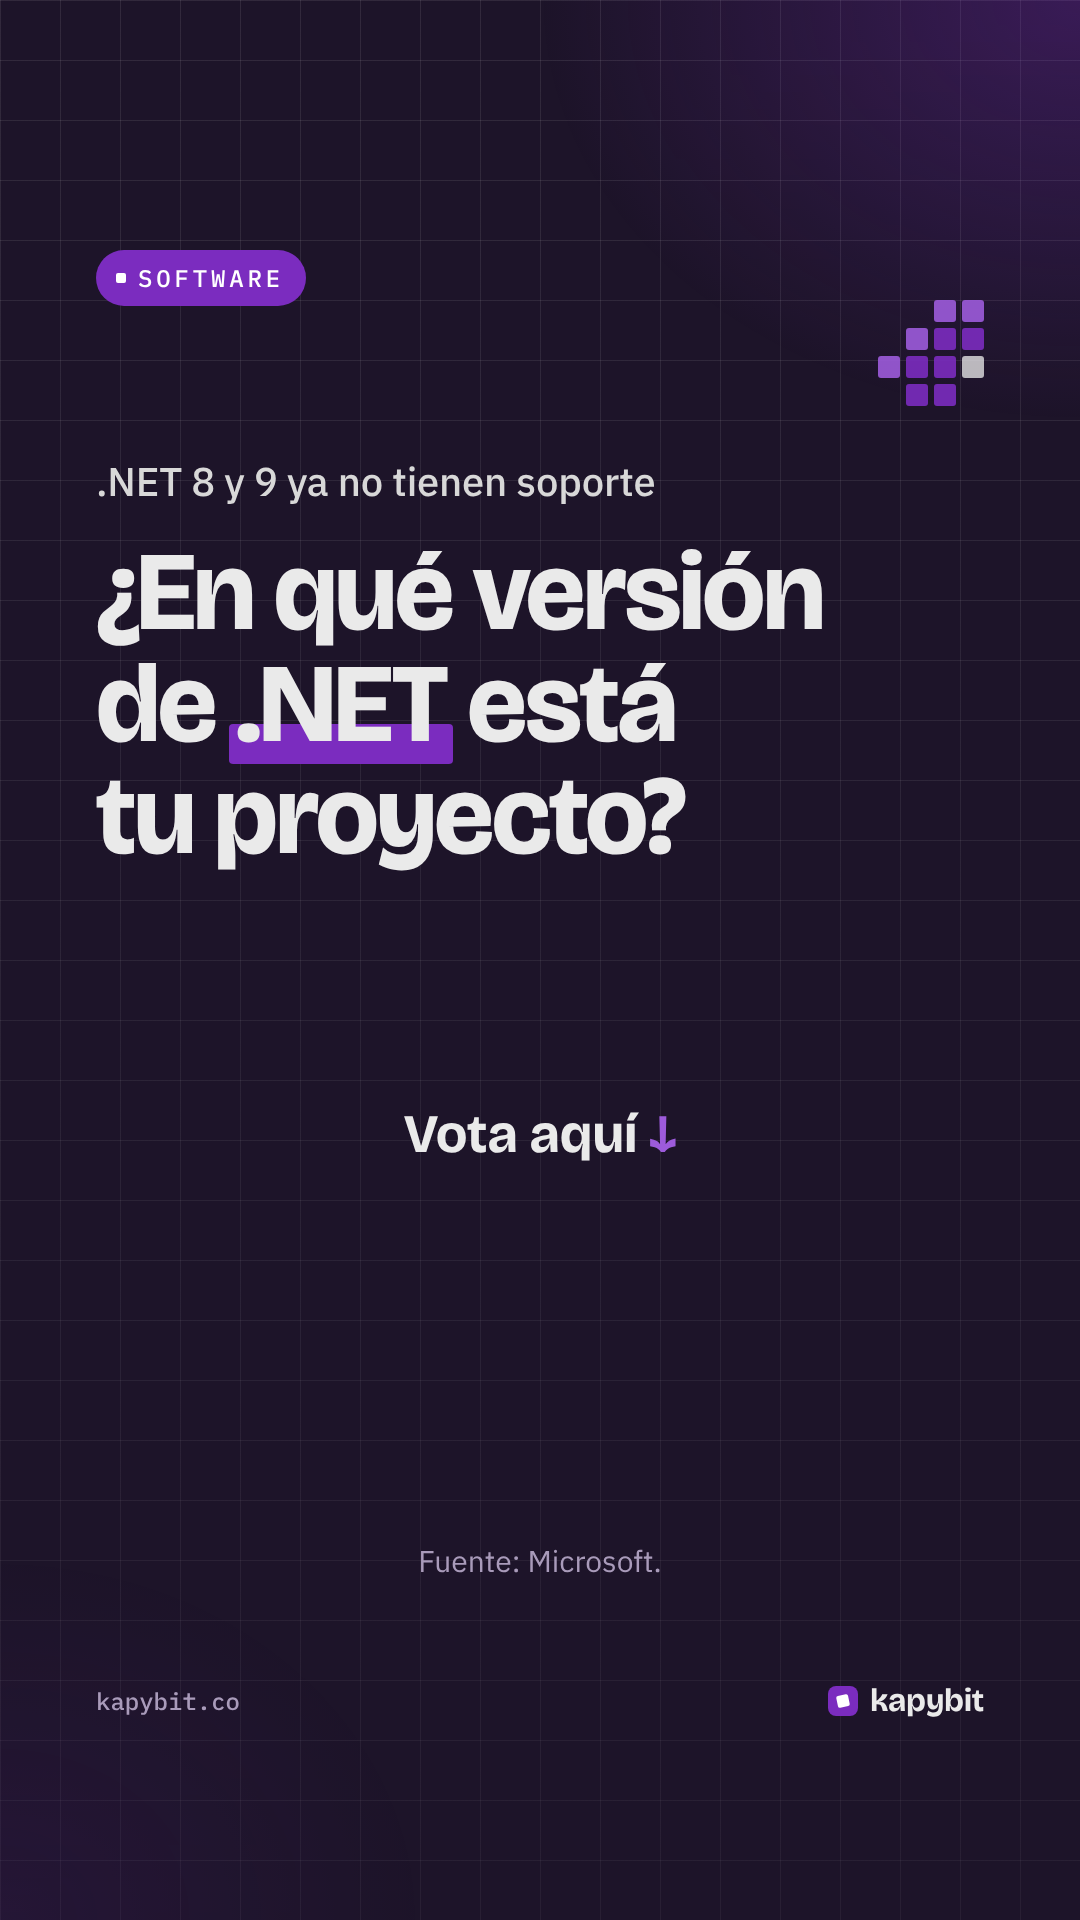 SOFTWARE
.NET 8 y 9 ya no tienen soporte
¿En qué versión
de .NET está
tu proyecto?
Vota aquí ↓
Fuente: Microsoft.
kapybit.co
kapybit